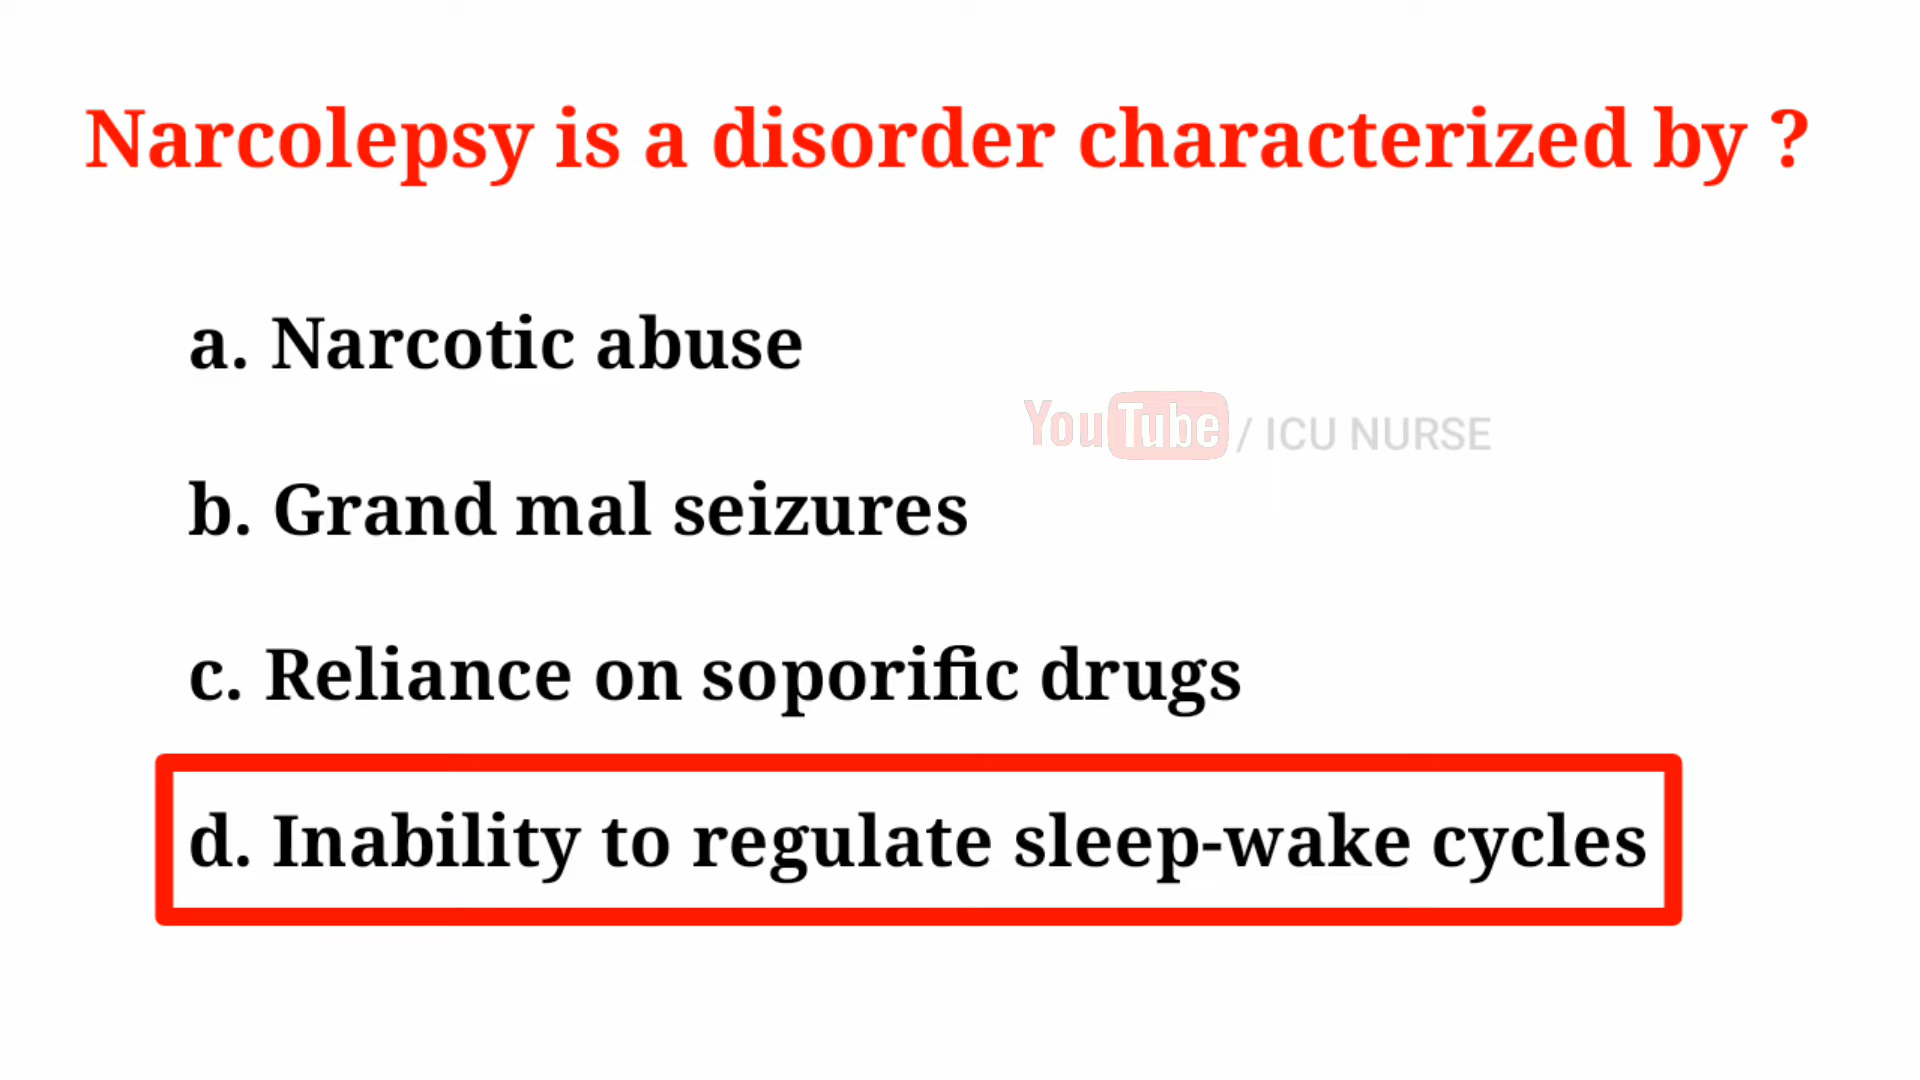 Narcolepsy is a disorder characterized by ?
a. Narcotic abuse
YouTube / ICU NURSE
b. Grand mal seizures
c. Reliance on soporific drugs
d. Inability to regulate sleep-wake cycles